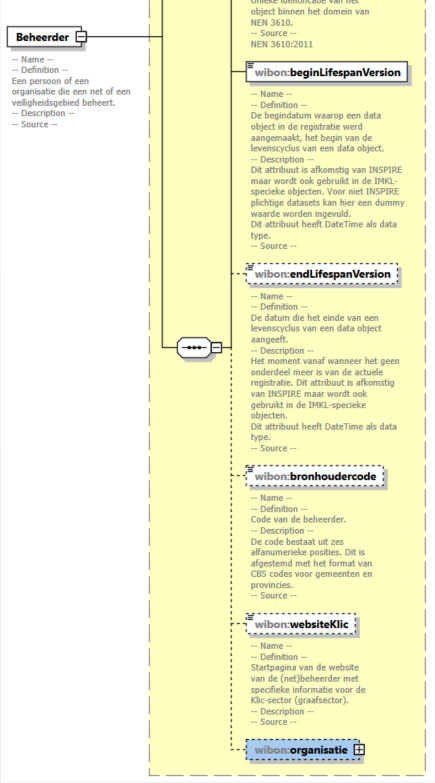 Unieke identificatie van het
object binnen het domein van
NEN 3610.
-- Source --
NEN 3610:2011
Beheerder
-- Name --
-- Definition --
Een persoon of een
organisatie die een net of een
veiligheidsgebied beheert.
-- Description --
-- Source --
wibon:beginLifespanVersion
-- Name --
-- Definition --
De begindatum waarop een data
object in de registratie werd
aangemaakt, het begin van de
levenscyclus van een data object.
-- Description --
Dit attribuut is afkomstig van INSPIRE
maar wordt ook gebruikt in de IMKL-
specieke objecten. Voor niet INSPIRE
plichtige datasets kan hier een dummy
waarde worden ingevuld.
Dit attribuut heeft DateTime als data
type.
-- Source --
wibon:endLifespanVersion
-- Name --
-- Definition --
De datum die het einde van een
levenscyclus van een data object
aangeeft.
-- Description --
Het moment vanaf wanneer het geen
onderdeel meer is van de actuele
registratie. Dit attribuut is afkomstig
van INSPIRE maar wordt ook
gebruikt in de IMKL-specieke
objecten.
Dit attribuut heeft DateTime als data
type.
-- Source --
wibon:bronhoudercode
-- Name --
-- Definition --
Code van de beheerder.
-- Description --
De code bestaat uit zes
alfanumerieke posities. Dit is
afgestemd met het format van
CBS codes voor gemeenten en
provincies.
-- Source --
wibon:websiteKlic
-- Name --
-- Definition --
Startpagina van de website
van de (net)beheerder met
specifieke informatie voor de
Klic-sector (graafsector).
-- Description --
-- Source --
wibon:organisatie